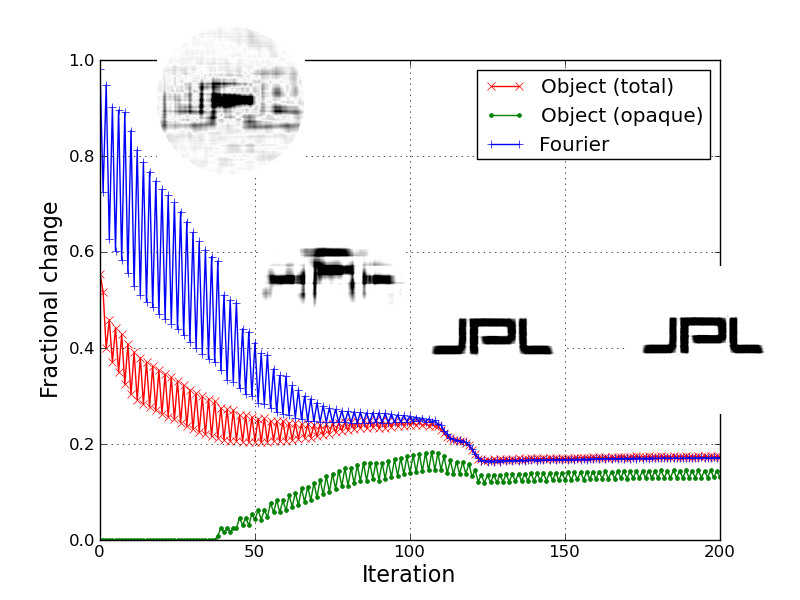 1.0
0.8
0.6
0.4
0.2
0.0
Fractional change
Object (total)
Object (opaque)
Fourier
JPL
JPL
0
50
100
150
200
Iteration